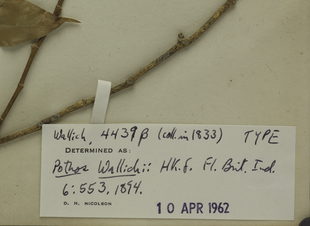 Wallich, 4439β (coll. in 1833) TYPE
DETERMINED AS:
Pothos Wallichii Hk.f. Fl. Brit. Ind.
6:553.1894.
D. H. NICOLSON
10 APR 1962